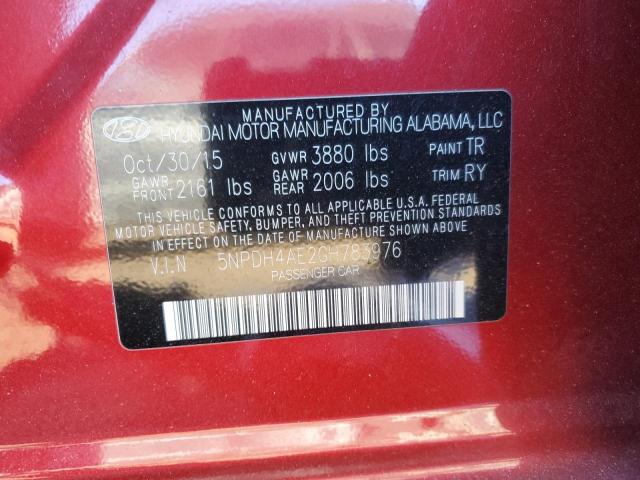 MANUFACTURED BY
HYUNDAI MOTOR MANUFACTURING ALABAMA, LLC
Oct/30/15 GVWR 3880 lbs PAINT TR
GAWR FRONT 2161 lbs GAWR REAR 2006 lbs TRIM RY
THIS VEHICLE CONFORMS TO ALL APPLICABLE U.S.A. FEDERAL
MOTOR VEHICLE SAFETY, BUMPER, AND THEFT PREVENTION STANDARDS
IN EFFECT ON THE DATE OF MANUFACTURE SHOWN ABOVE.
V.I.N 5NPDH4AE2GH783976
PASSENGER CAR